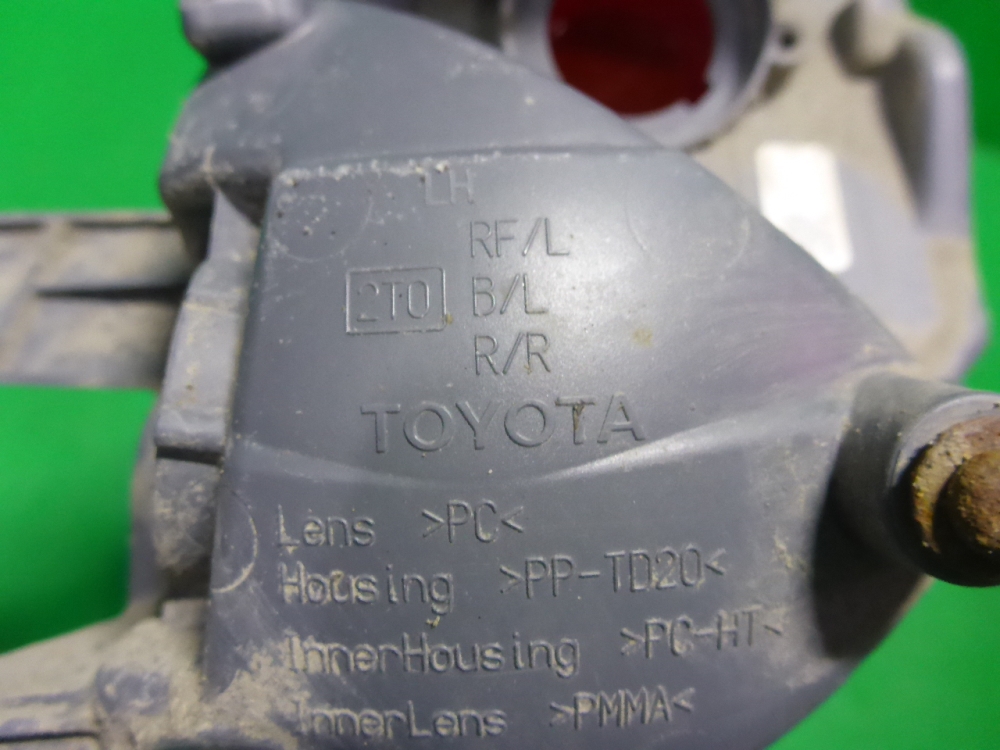 LH
RF/L
2T0 B/L
R/R
TOYOTA
Lens >PC<
Housing >PP-TD20<
InnerHousing >PC-HT<
InnerLens >PMMA<